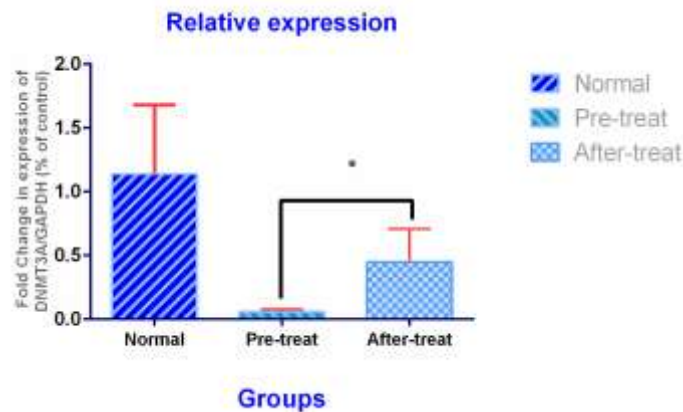 Relative expression
Fold Change in expression of
DNMT3A/GAPDH (% of control)
2.0
1.5
1.0
0.5
0.0
*
Normal
Pre-treat
After-treat
Normal Pre-treat After-treat
Groups